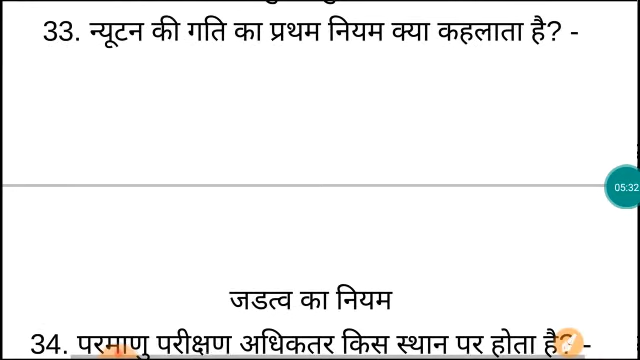 33. न्यूटन की गति का प्रथम नियम क्या कहलाता है? -
05:32
जडत्व का नियम
34. परमाणु परीक्षण अधिकतर किस स्थान पर होता है? -